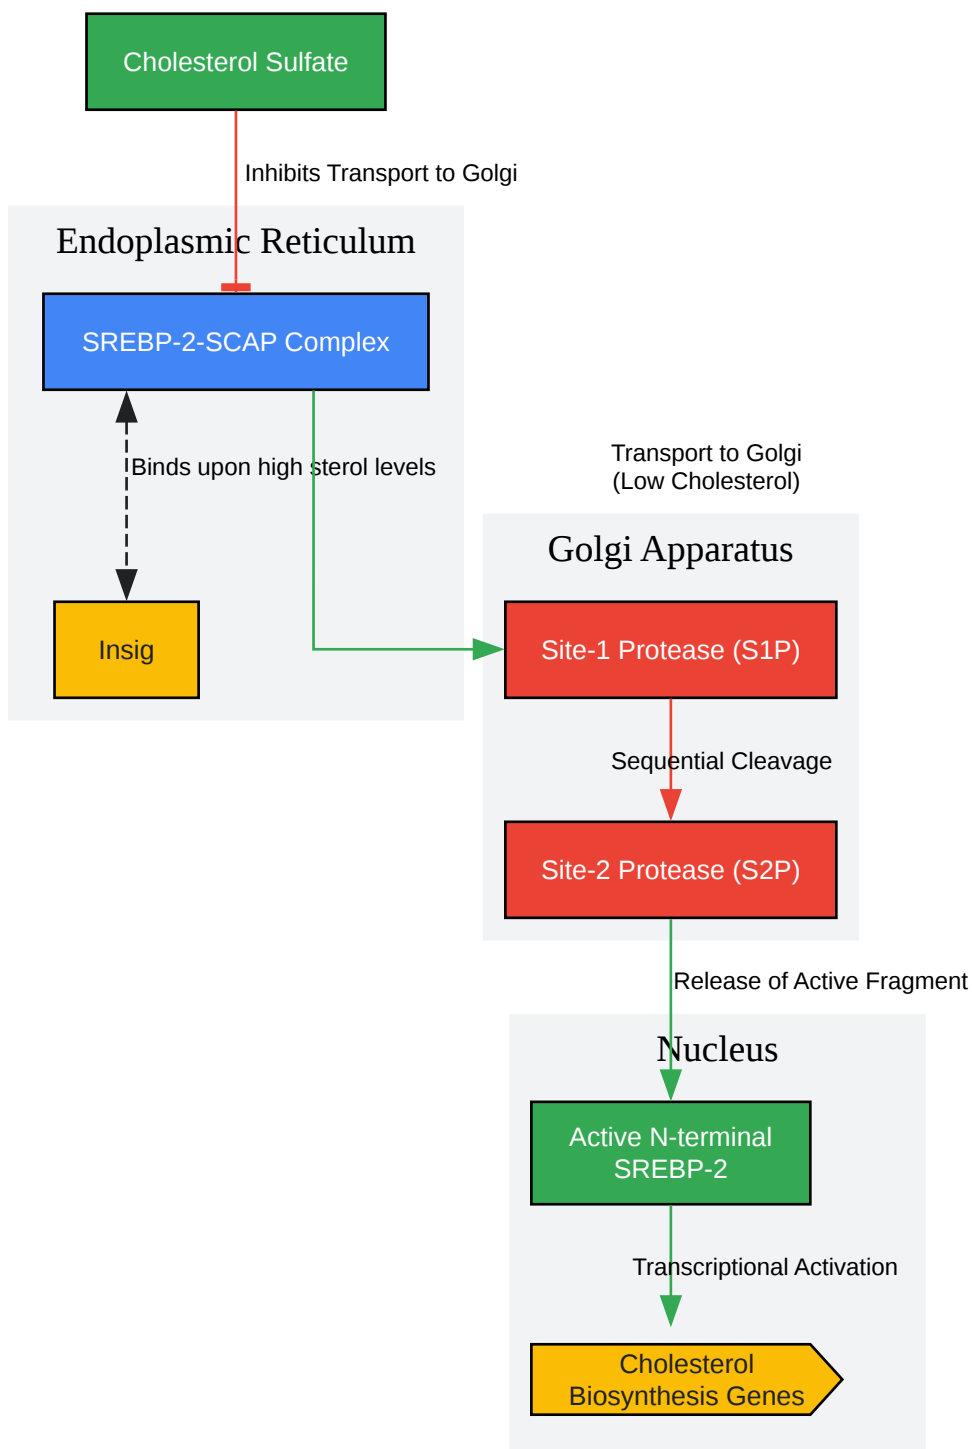 Cholesterol Sulfate
Inhibits Transport to Golgi
Endoplasmic Reticulum
SREBP-2-SCAP Complex
Binds upon high sterol levels
Insig
Transport to Golgi
(Low Cholesterol)
Golgi Apparatus
Site-1 Protease (S1P)
Sequential Cleavage
Site-2 Protease (S2P)
Release of Active Fragment
Nucleus
Active N-terminal
SREBP-2
Transcriptional Activation
Cholesterol
Biosynthesis Genes